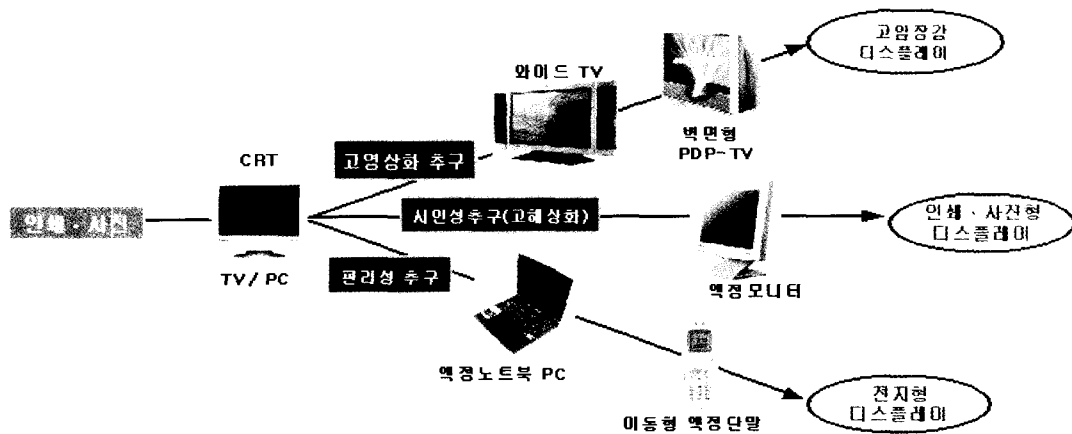 고임장감
디스플레이
와이드 TV
벽면형
PDP-TV
고영상화 추구
CRT
인쇄·사진
시인성추구(고혜상화)
인쇄·사진형
디스플레이
TV / PC
편리성 추구
액정모니터
액정노트북 PC
전지형
디스플레이
이동형 액정단말